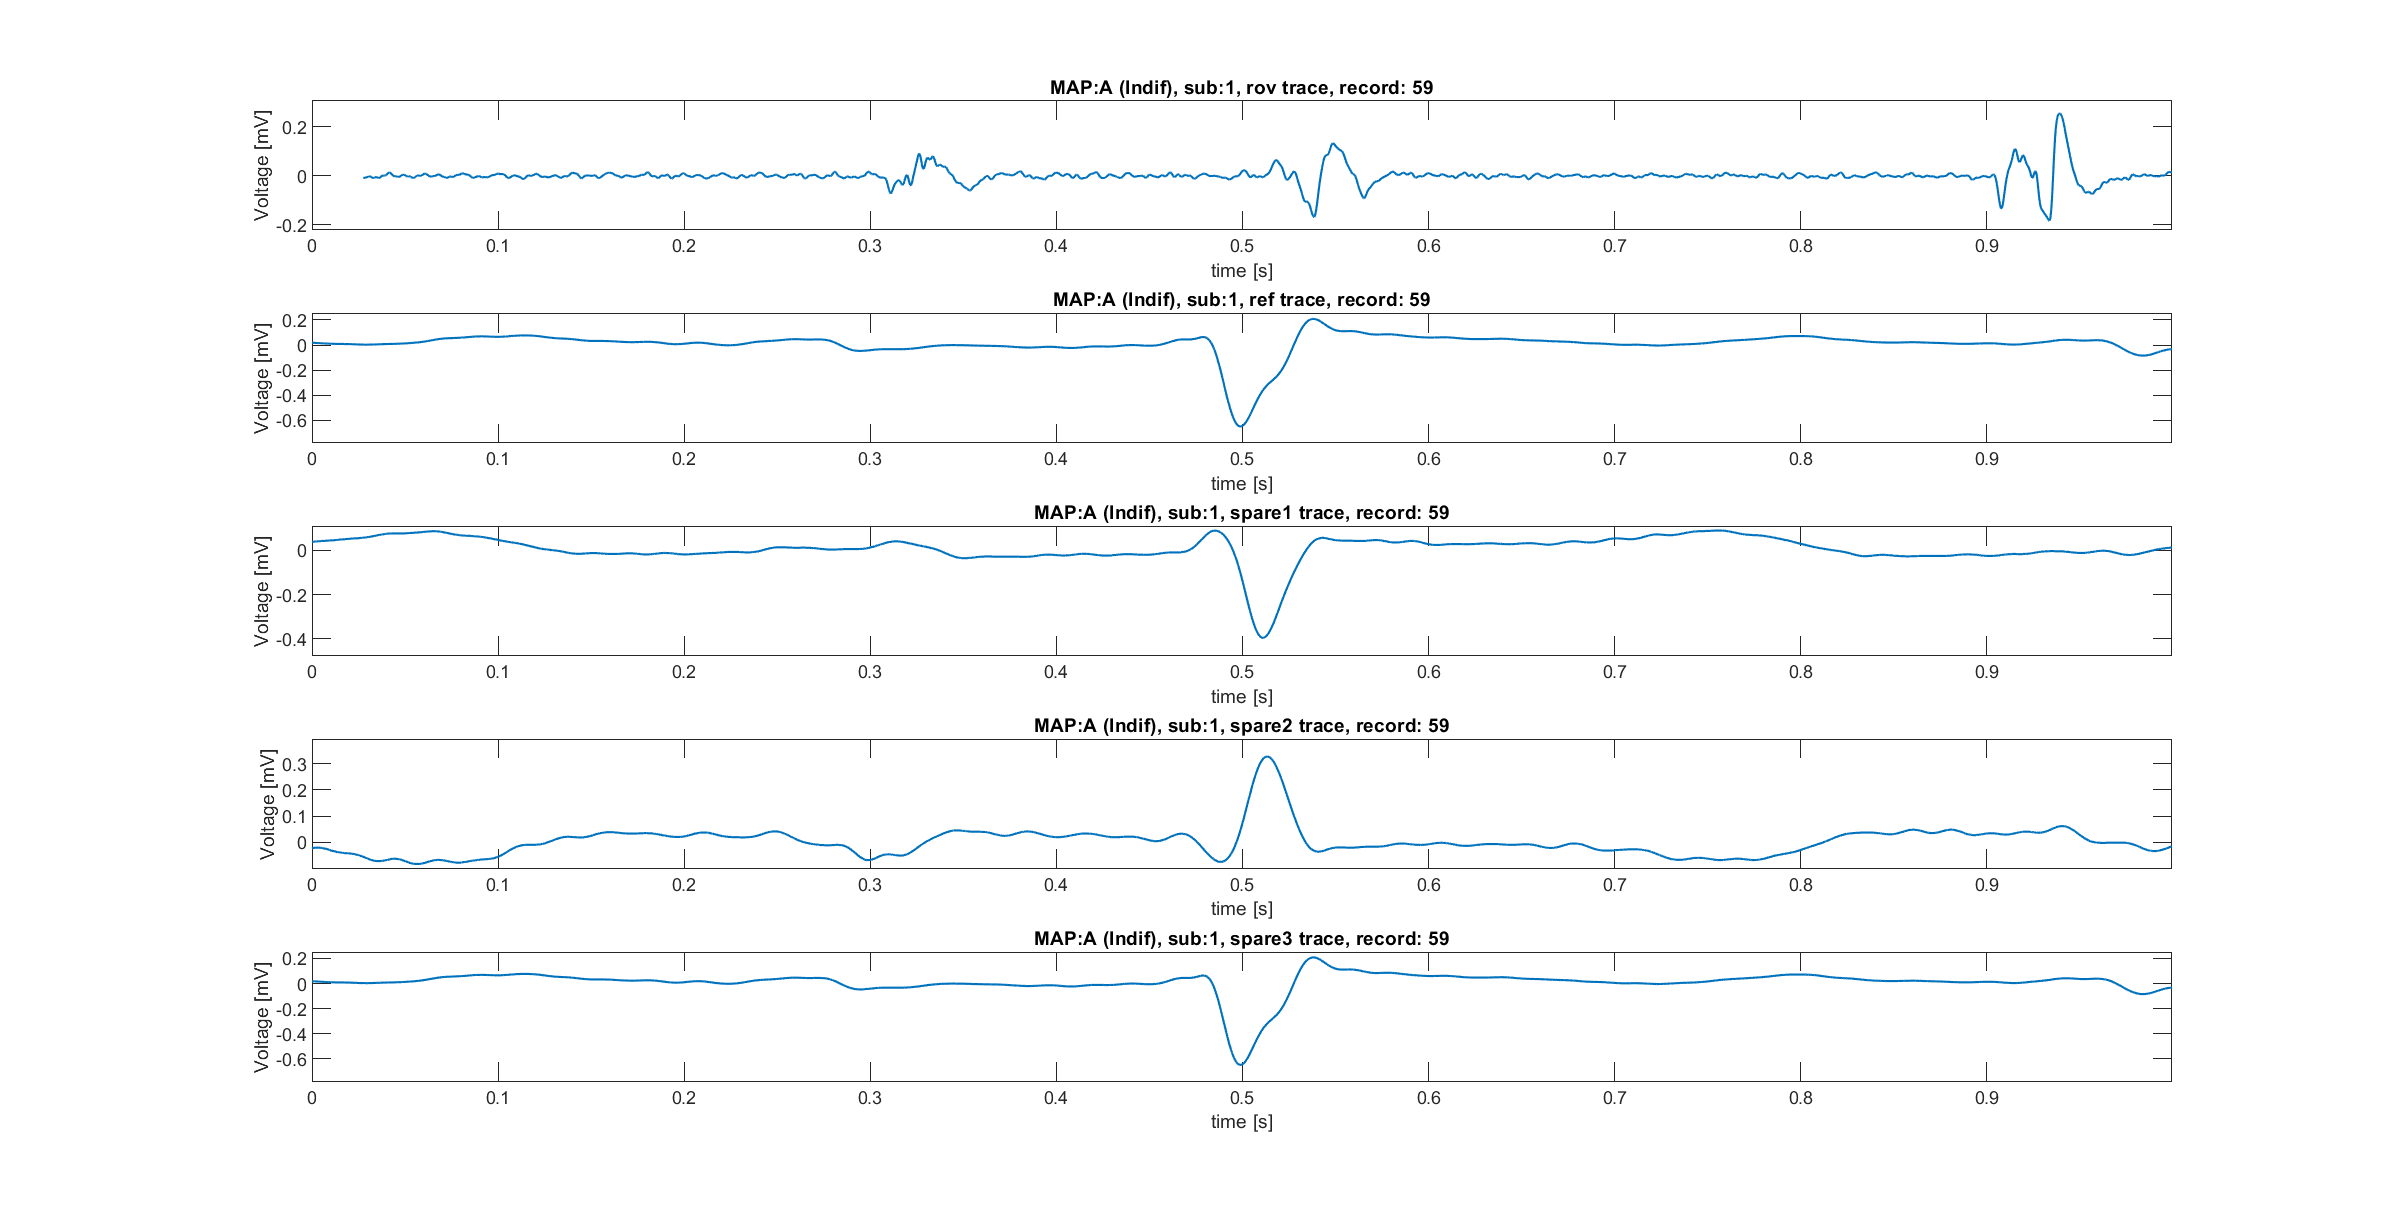 MAP:A (Indif), sub:1, rov trace, record: 59
Voltage [mV]
0.2
0
-0.2
0 0.1 0.2 0.3 0.4 0.5 0.6 0.7 0.8 0.9
time [s]
MAP:A (Indif), sub:1, ref trace, record: 59
Voltage [mV]
0.2
0
-0.2
-0.4
-0.6
0 0.1 0.2 0.3 0.4 0.5 0.6 0.7 0.8 0.9
time [s]
MAP:A (Indif), sub:1, spare1 trace, record: 59
Voltage [mV]
0
-0.2
-0.4
0 0.1 0.2 0.3 0.4 0.5 0.6 0.7 0.8 0.9
time [s]
MAP:A (Indif), sub:1, spare2 trace, record: 59
Voltage [mV]
0.3
0.2
0.1
0
0 0.1 0.2 0.3 0.4 0.5 0.6 0.7 0.8 0.9
time [s]
MAP:A (Indif), sub:1, spare3 trace, record: 59
Voltage [mV]
0.2
0
-0.2
-0.4
-0.6
0 0.1 0.2 0.3 0.4 0.5 0.6 0.7 0.8 0.9
time [s]